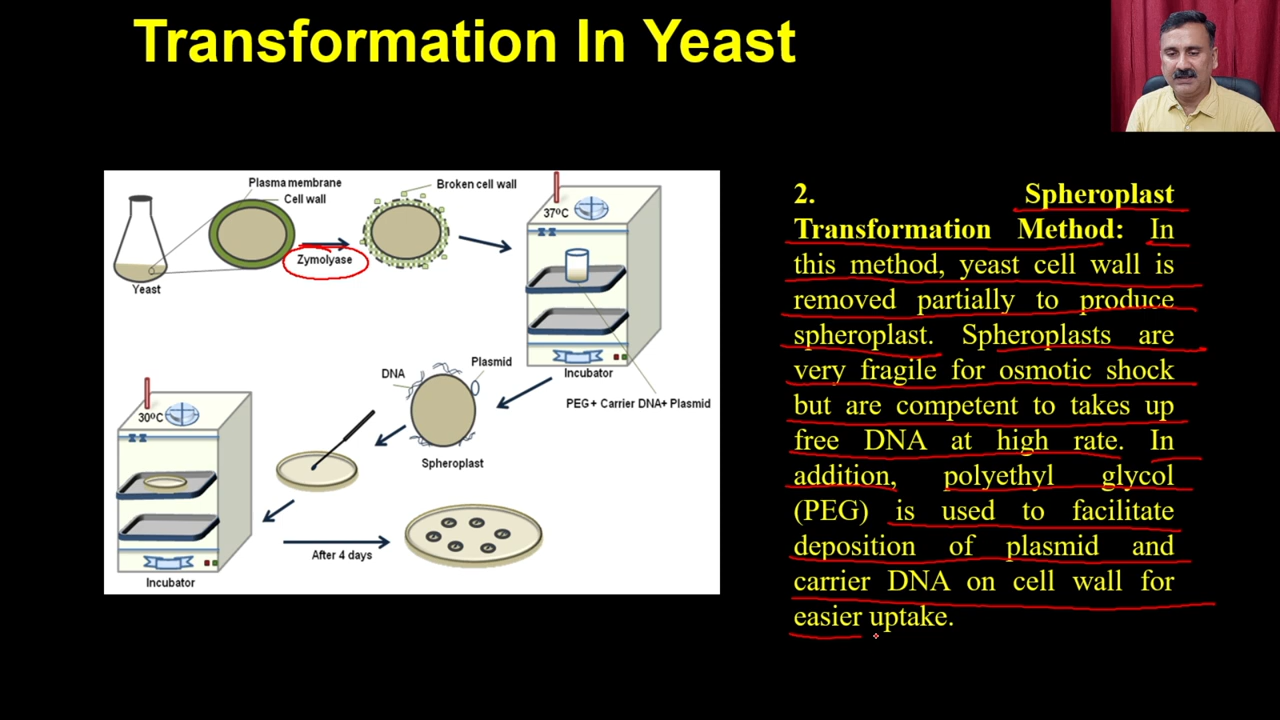 Transformation In Yeast
Plasma membrane
Cell wall
Broken cell wall
Zymolyase
Yeast
37ºC
Incubator
PEG+ Carrier DNA+ Plasmid
Plasmid
DNA
Spheroplast
30ºC
Incubator
After 4 days
2. Spheroplast
Transformation Method: In
this method, yeast cell wall is
removed partially to produce
spheroplast. Spheroplasts are
very fragile for osmotic shock
but are competent to takes up
free DNA at high rate. In
addition, polyethyl glycol
(PEG) is used to facilitate
deposition of plasmid and
carrier DNA on cell wall for
easier uptake.